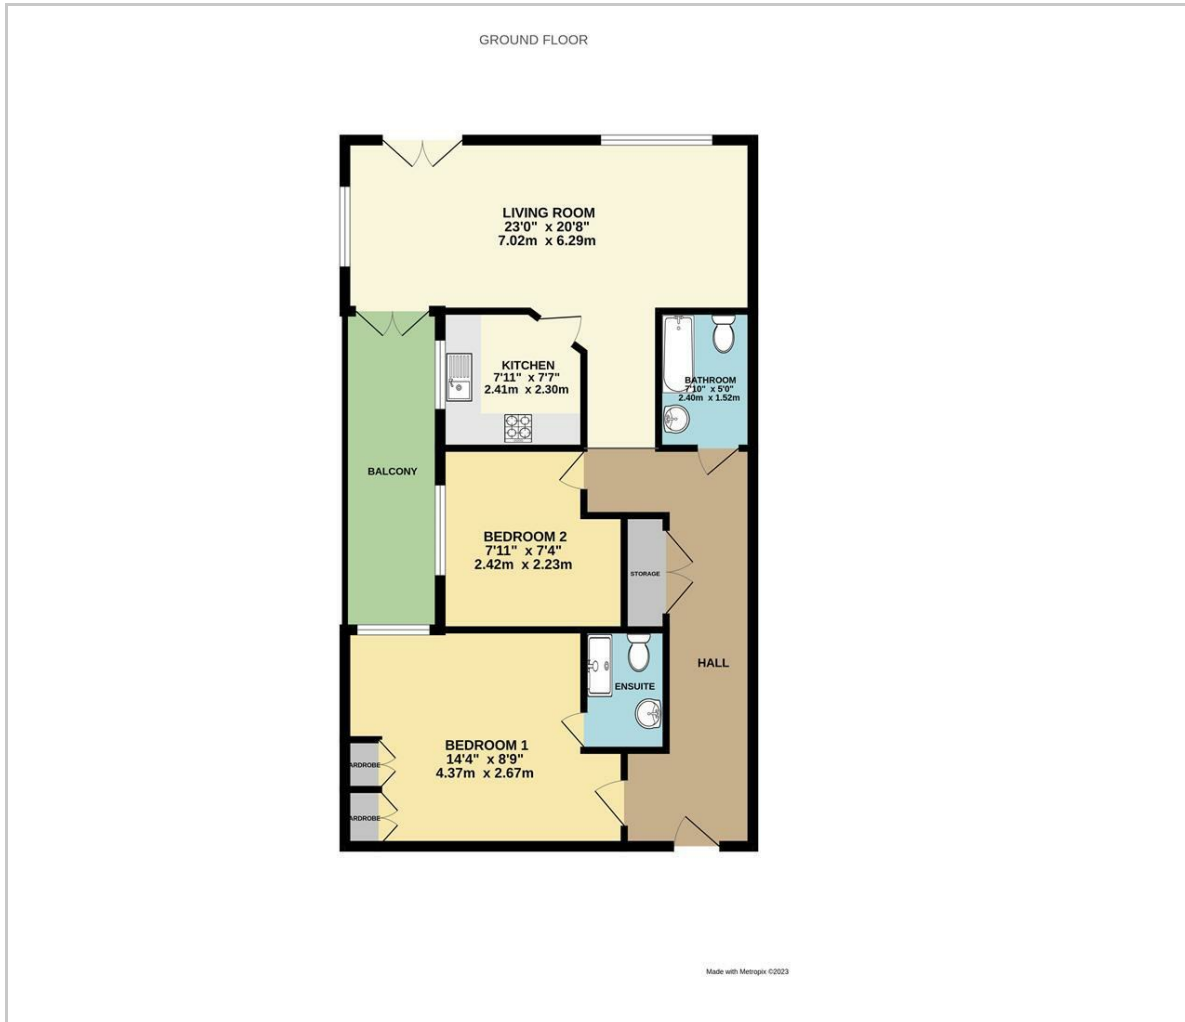 GROUND FLOOR
LIVING ROOM
23'0" x 20'8"
7.02m x 6.29m
KITCHEN
7'11" x 7'7"
2.41m x 2.30m
BATHROOM
7'10" x 5'0"
2.40m x 1.52m
BALCONY
BEDROOM 2
7'11" x 7'4"
2.42m x 2.23m
STORAGE
HALL
ENSUITE
BEDROOM 1
14'4" x 8'9"
4.37m x 2.67m
ARDROBE
ARDROBE
Made with Metropix ©2023